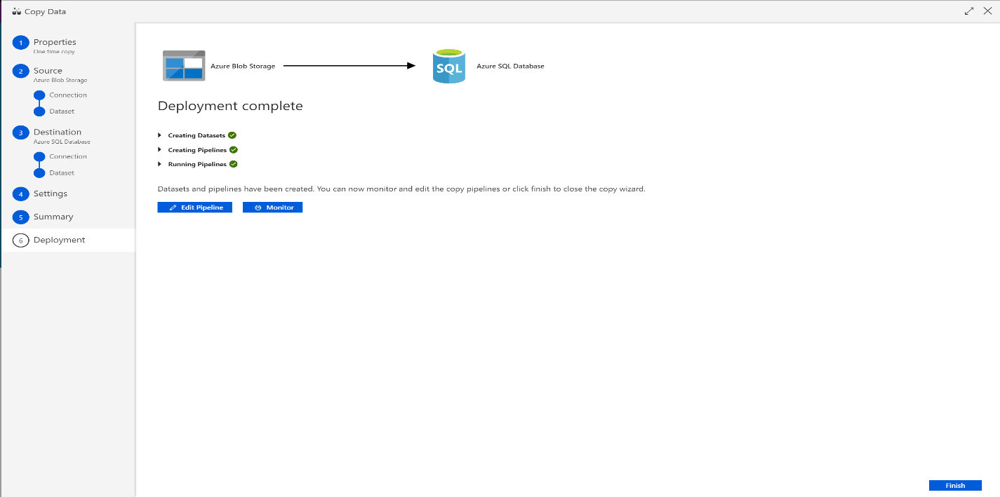 Copy Data
1 Properties
One time copy
2 Source
Azure Blob Storage
Connection
Dataset
3 Destination
Azure SQL Database
Connection
Dataset
4 Settings
5 Summary
6 Deployment
Azure Blob Storage
SQL
Azure SQL Database
Deployment complete
Creating Datasets
Creating Pipelines
Running Pipelines
Datasets and pipelines have been created. You can now monitor and edit the copy pipelines or click finish to close the copy wizard.
Edit Pipeline
Monitor
Finish